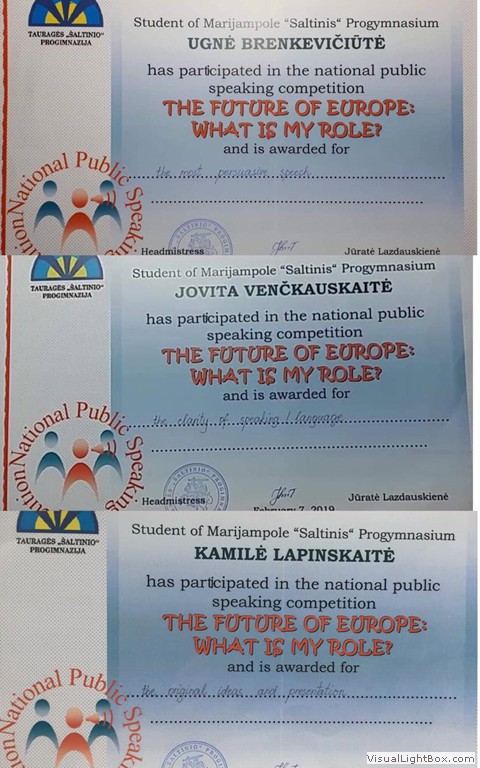 TAURAGĖS „ŠALTINIO"
PROGIMNAZIJA
Student of Marijampole “Saltinis” Progymnasium
UGNĖ BRENKEVIČIŪTĖ
has participated in the national public
speaking competition
THE FUTURE OF EUROPE:
WHAT IS MY ROLE?
and is awarded for
the most persuasive speech
National Public Speaking
Headmistress
Jūratė Lazdauskienė
TAURAGĖS „ŠALTINIO"
PROGIMNAZIJA
Student of Marijampole “Saltinis” Progymnasium
JOVITA VENČKAUSKAITĖ
has participated in the national public
speaking competition
THE FUTURE OF EUROPE:
WHAT IS MY ROLE?
and is awarded for
the clarity of speaking / language
National Public Speaking
Headmistress
Jūratė Lazdauskienė
February 7, 2019
TAURAGĖS „ŠALTINIO"
PROGIMNAZIJA
Student of Marijampole “Saltinis” Progymnasium
KAMILĖ LAPINSKAITĖ
has participated in the national public
speaking competition
THE FUTURE OF EUROPE:
WHAT IS MY ROLE?
and is awarded for
the original ideas and presentation
National Public
VisualLightBox.com